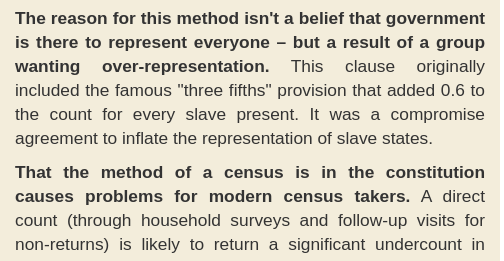 The reason for this method isn't a belief that government
is there to represent everyone – but a result of a group
wanting over-representation. This clause originally
included the famous "three fifths" provision that added 0.6 to
the count for every slave present. It was a compromise
agreement to inflate the representation of slave states.
That the method of a census is in the constitution
causes problems for modern census takers. A direct
count (through household surveys and follow-up visits for
non-returns) is likely to return a significant undercount in